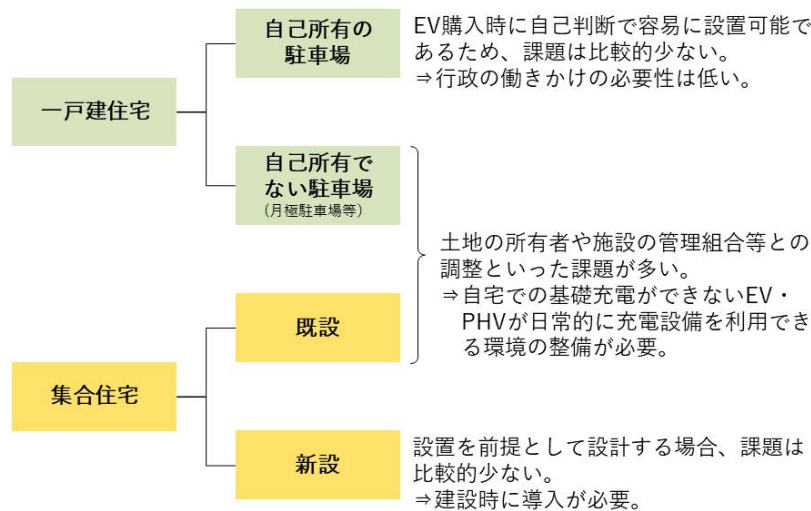 自己所有の
駐車場
EV購入時に自己判断で容易に設置可能で
あるため、課題は比較的少ない。
⇒行政の働きかけの必要性は低い。
一戸建住宅
自己所有で
ない駐車場
(月極駐車場等)
土地の所有者や施設の管理組合等との
調整といった課題が多い。
⇒自宅での基礎充電ができないEV・
PHVが日常的に充電設備を利用でき
る環境の整備が必要。
既設
集合住宅
新設
設置を前提として設計する場合、課題は
比較的少ない。
⇒建設時に導入が必要。